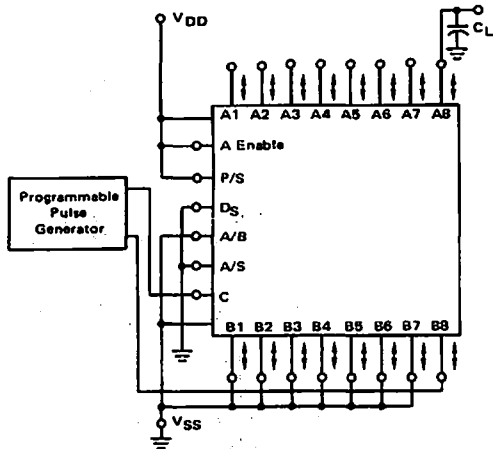 VDD
CL
A1 A2 A3 A4 A5 A6 A7 A8
A Enable
P/S
DS
A/B
A/S
C
Programmable
Pulse
Generator
B1 B2 B3 B4 B5 B6 B7 B8
VSS